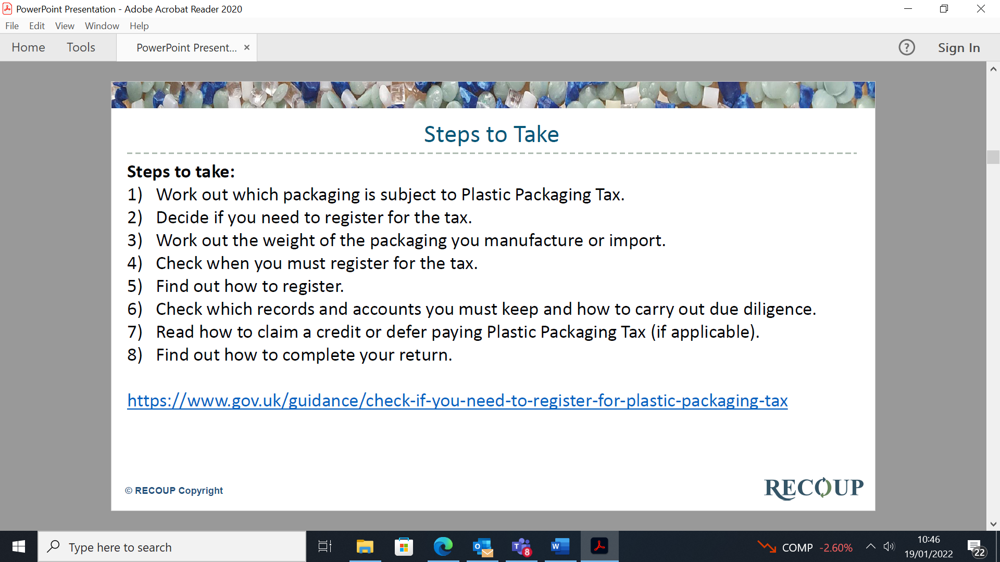 PowerPoint Presentation - Adobe Acrobat Reader 2020
File Edit View Window Help
Home Tools PowerPoint Present... × ? Sign In
Steps to Take
Steps to take:
1) Work out which packaging is subject to Plastic Packaging Tax.
2) Decide if you need to register for the tax.
3) Work out the weight of the packaging you manufacture or import.
4) Check when you must register for the tax.
5) Find out how to register.
6) Check which records and accounts you must keep and how to carry out due diligence.
7) Read how to claim a credit or defer paying Plastic Packaging Tax (if applicable).
8) Find out how to complete your return.
https://www.gov.uk/guidance/check-if-you-need-to-register-for-plastic-packaging-tax
© RECOUP Copyright
RECOUP
Type here to search
O
T
8
W
COMP -2.60%
10:46
19/01/2022
22